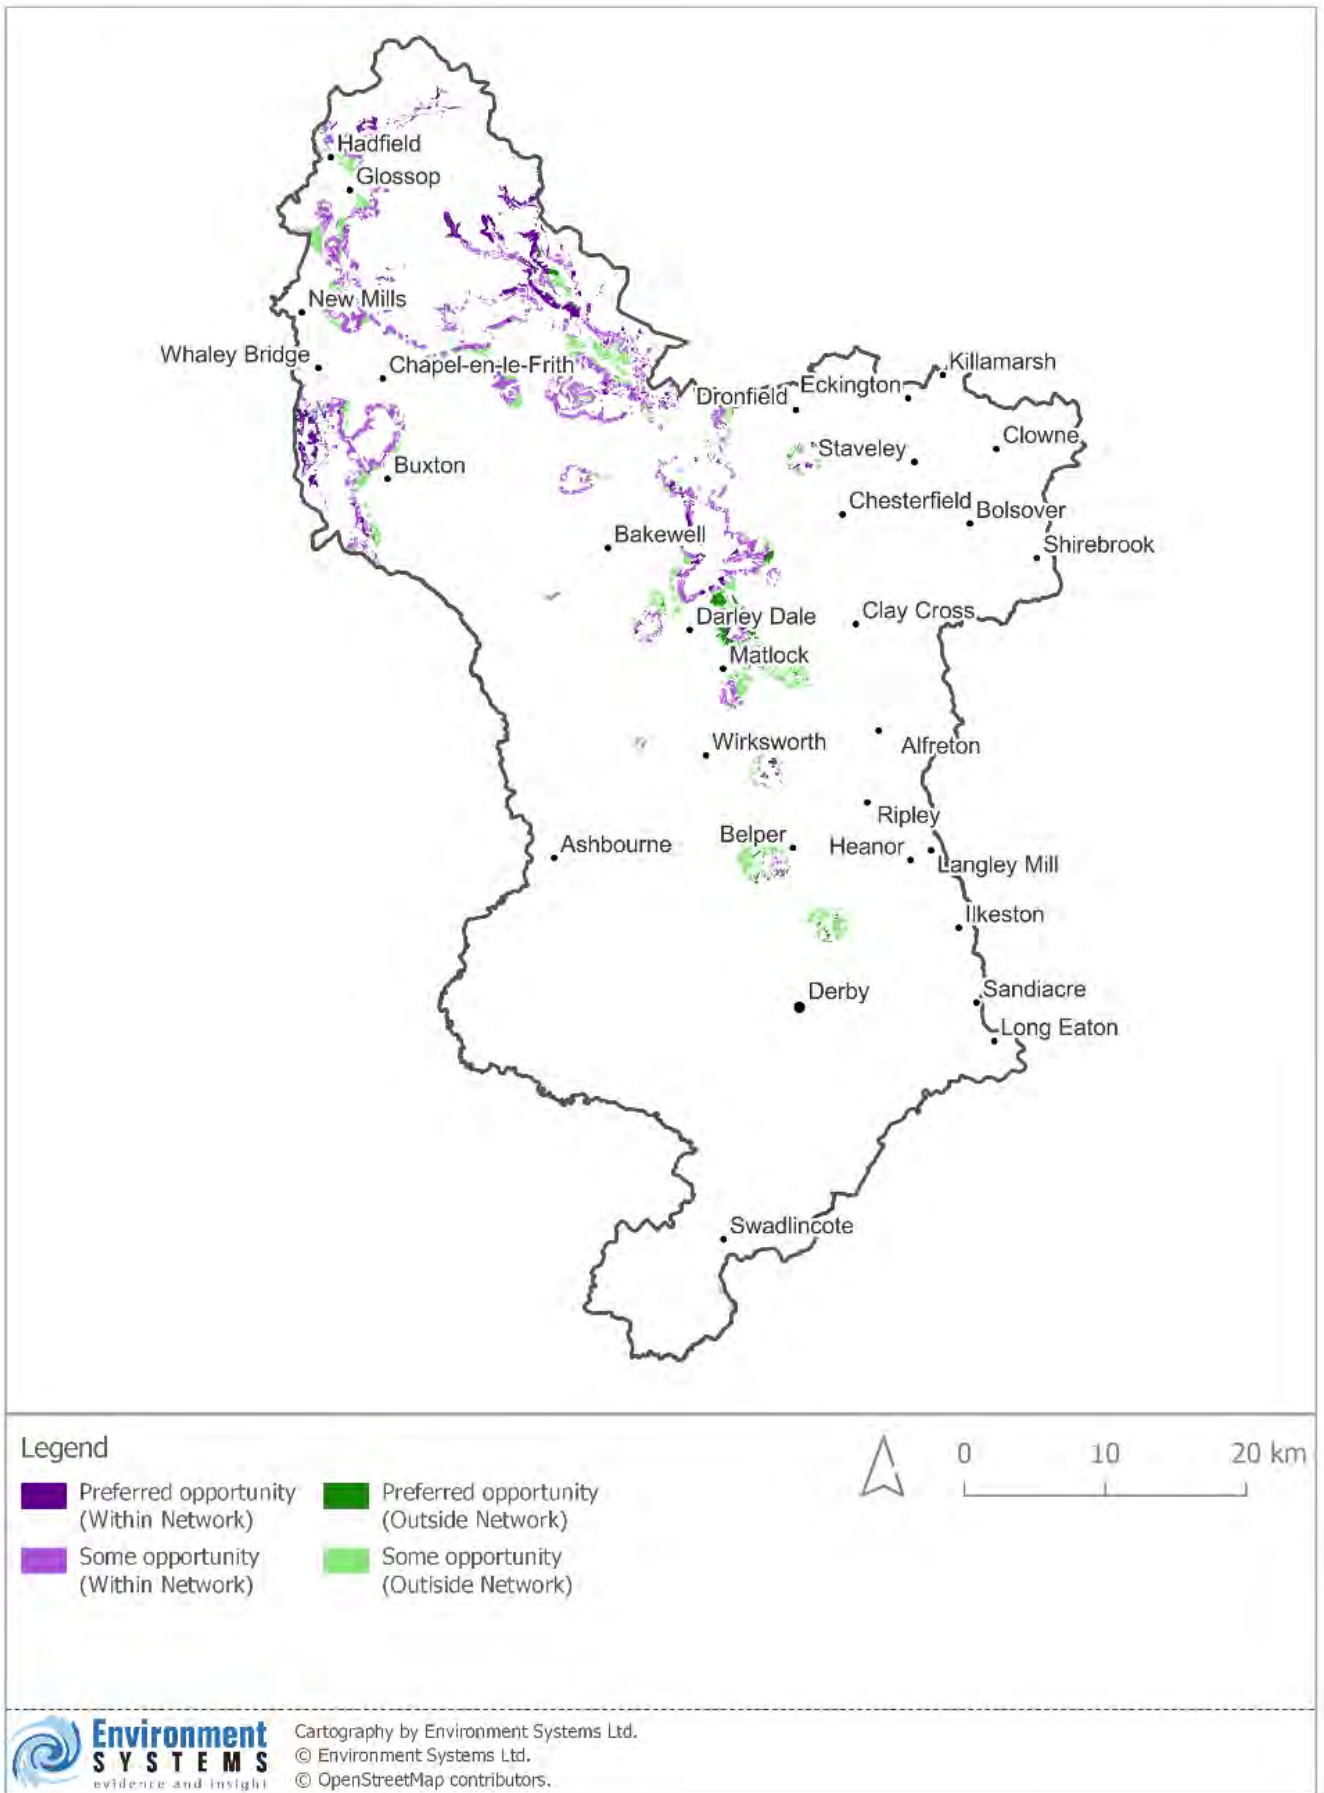 Hadfield
Glossop
New Mills
Whaley Bridge
Chapel-en-le-Frith
Killamarsh
Eckington
Dronfield
Clowne
Staveley
Buxton
Chesterfield
Bolsover
Bakewell
Shirebrook
Clay Cross
Darley Dale
Matlock
Wirksworth
Alfreton
Ripley
Belper
Ashbourne
Heanor
Langley Mill
Ilkeston
Derby
Sandiacre
Long Eaton
Swadlincote
Legend
0 10 20 km
Preferred opportunity
(Within Network)
Preferred opportunity
(Outside Network)
Some opportunity
(Within Network)
Some opportunity
(Outiside Network)
Environment
SYSTEMS
evidence and insight
Cartography by Environment Systems Ltd.
© Environment Systems Ltd.
© OpenStreetMap contributors.